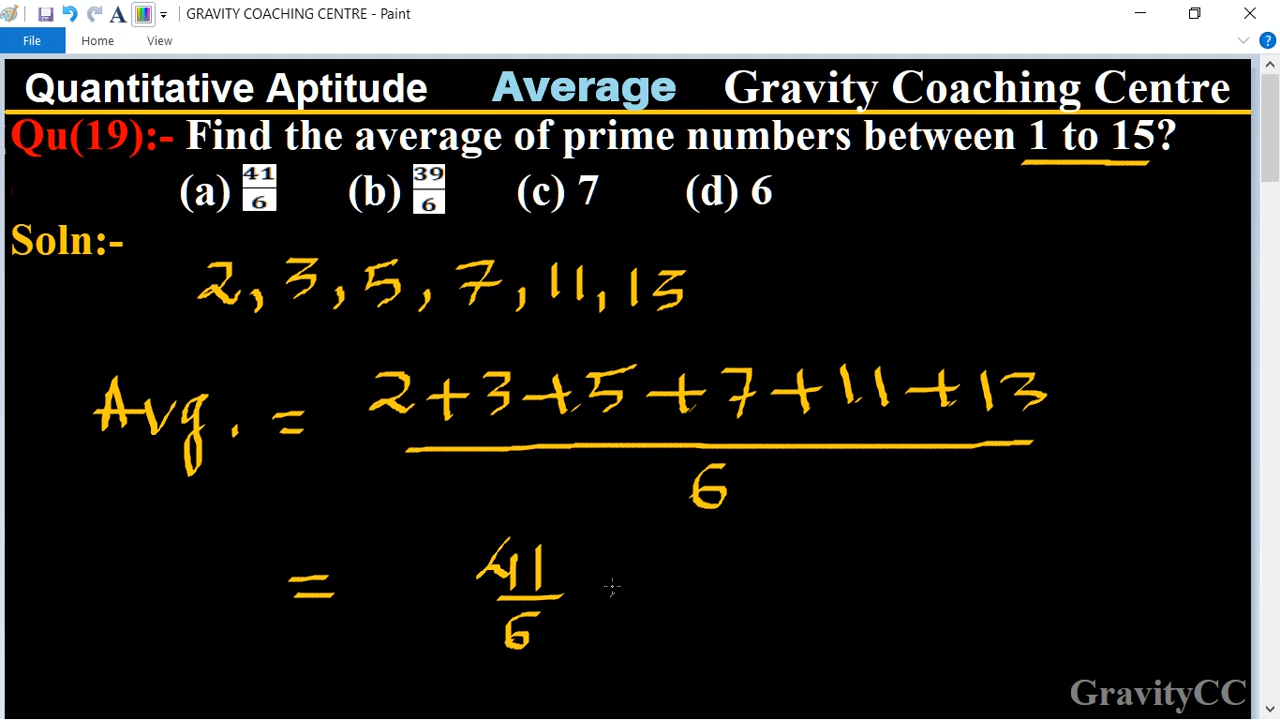 GRAVITY COACHING CENTRE - Paint
File Home View
Quantitative Aptitude Average Gravity Coaching Centre
Qu(19):- Find the average of prime numbers between 1 to 15?
(a) 41/6 (b) 39/6 (c) 7 (d) 6
Soln:-
2, 3, 5, 7, 11, 13
Avg. = 2+3+5+7+11+13
6
= 41
6
GravityCC